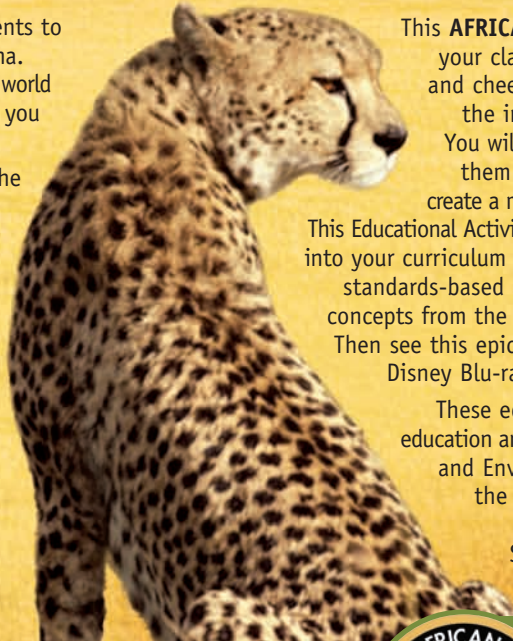 ents to
na.
world
you
he
This AFRICA
your cla
and chee
the in
You wil
them
create a n
This Educational Activi
into your curriculum
standards-based
concepts from the
Then see this epic
Disney Blu-ra
These e
education ar
and Env
the
S
RICAN